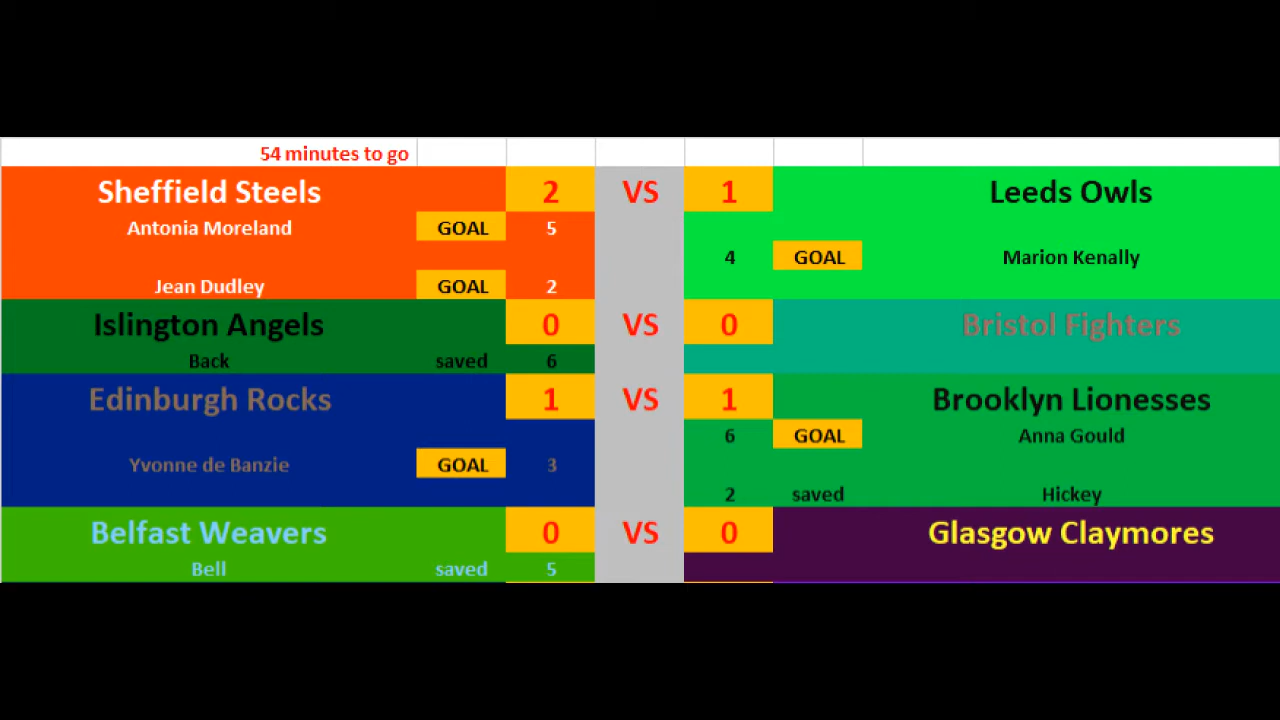 54 minutes to go
Sheffield Steels 2 VS 1 Leeds Owls
Antonia Moreland GOAL 5
4 GOAL Marion Kenally
Jean Dudley GOAL 2
Islington Angels 0 VS 0 Bristol Fighters
Back saved 6
Edinburgh Rocks 1 VS 1 Brooklyn Lionesses
6 GOAL Anna Gould
Yvonne de Banzie GOAL 3
2 saved Hickey
Belfast Weavers 0 VS 0 Glasgow Claymores
Bell saved 5